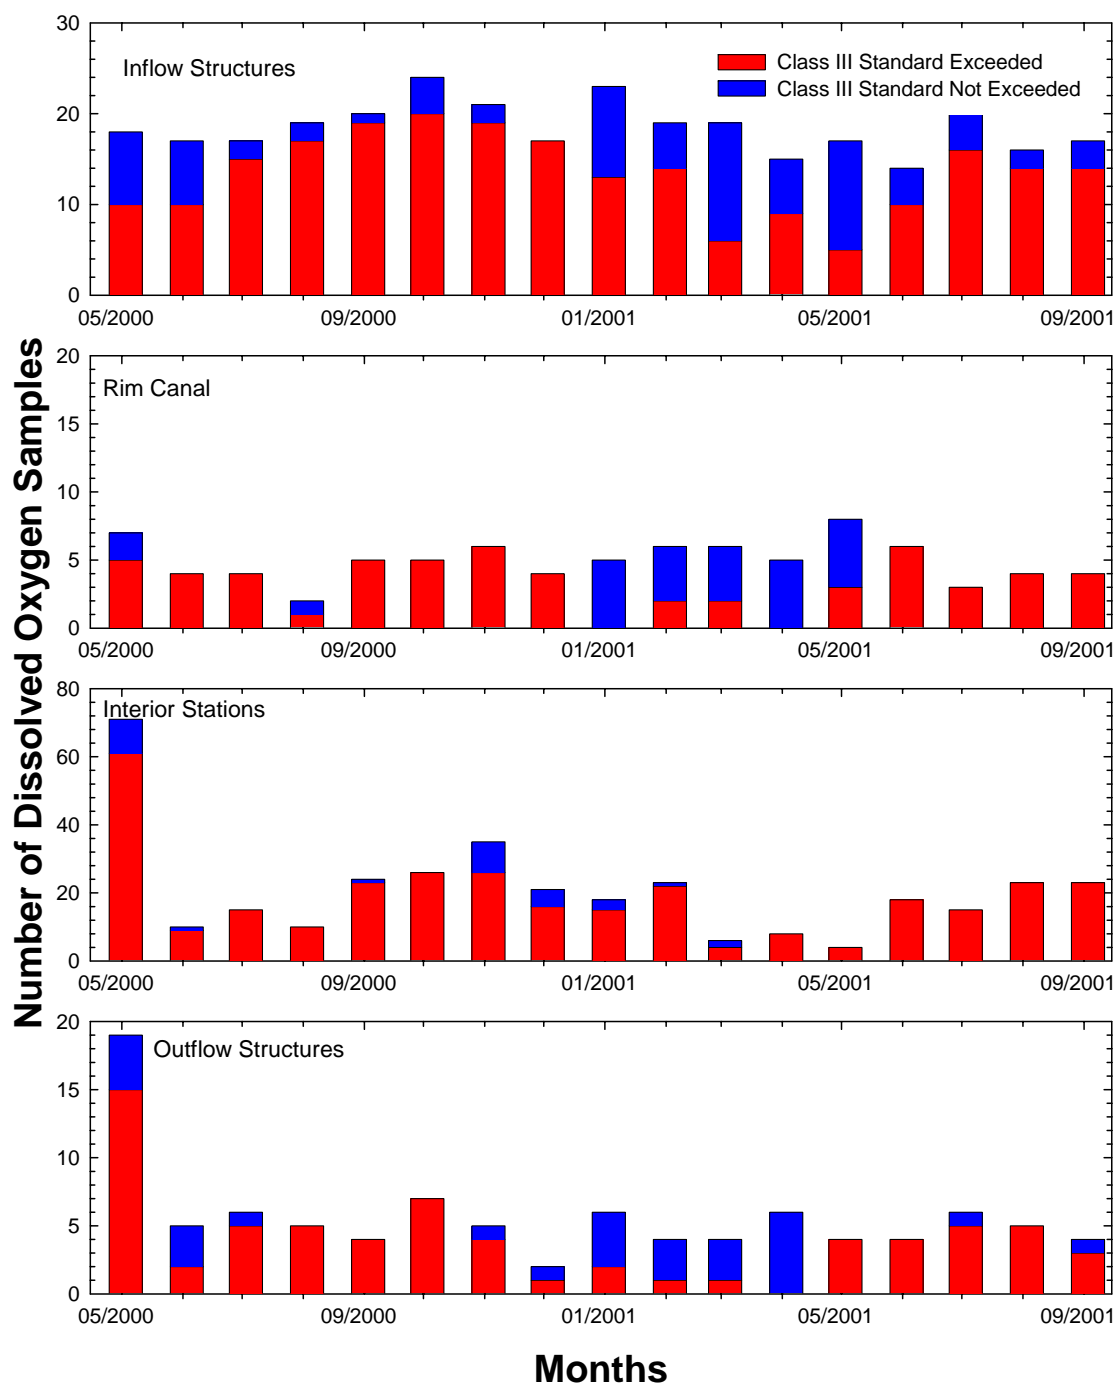 Number of Dissolved Oxygen Samples
30
20
10
0
Inflow Structures
Class III Standard Exceeded
Class III Standard Not Exceeded
05/2000 09/2000 01/2001 05/2001 09/2001
20
15
10
5
0
Rim Canal
05/2000 09/2000 01/2001 05/2001 09/2001
80
60
40
20
0
Interior Stations
05/2000 09/2000 01/2001 05/2001 09/2001
20
15
10
5
0
Outflow Structures
05/2000 09/2000 01/2001 05/2001 09/2001
Months